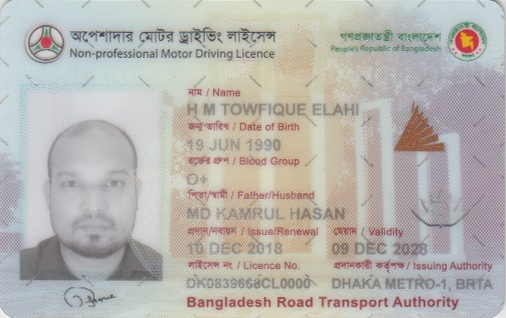 অপেশাদার মোটর ড্রাইভিং লাইসেন্স
Non-professional Motor Driving Licence
গণপ্রজাতন্ত্রী বাংলাদেশ
People's Republic of Bangladesh
নাম / Name
H M TOWFIQUE ELAHI
জন্ম তারিখ / Date of Birth
19 JUN 1990
রক্তের গ্রুপ / Blood Group
O+
পিতা/স্বামী / Father/Husband
MD KAMRUL HASAN
প্রদান/নবায়ন / Issue/Renewal মেয়াদ / Validity
10 DEC 2018 09 DEC 2028
লাইসেন্স নং / Licence No. প্রদানকারী কর্তৃপক্ষ / Issuing Authority
DK0839668CL0000 DHAKA METRO-1, BRTA
Bangladesh Road Transport Authority